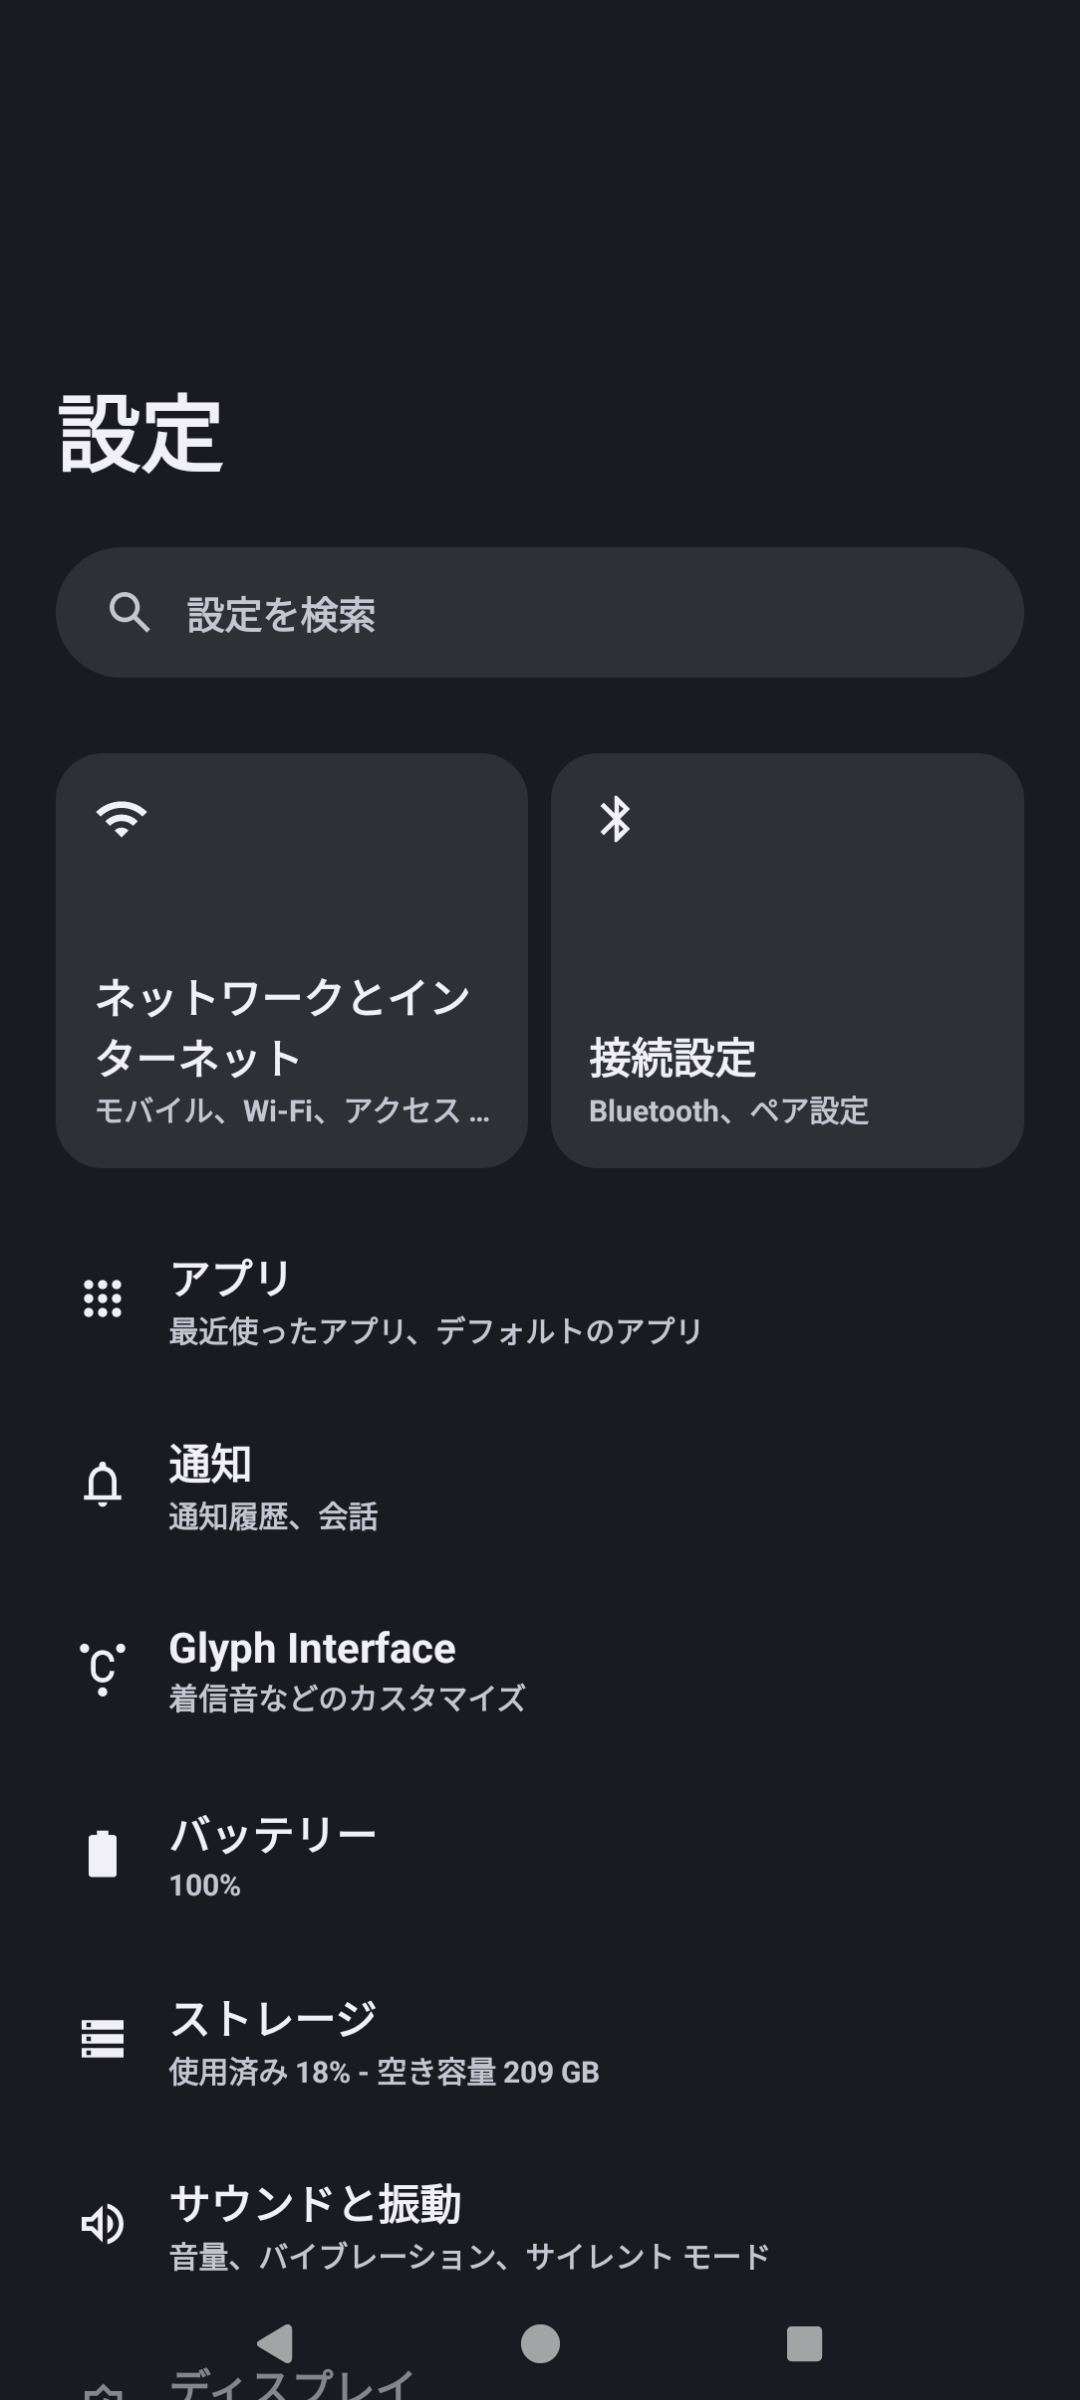 設定
設定を検索
ネットワークとイン
ターネット
モバイル、Wi-Fi、アクセス ...
接続設定
Bluetooth、ペア設定
アプリ
最近使ったアプリ、デフォルトのアプリ
通知
通知履歴、会話
Glyph Interface
着信音などのカスタマイズ
バッテリー
100%
ストレージ
使用済み 18% - 空き容量 209 GB
サウンドと振動
音量、バイブレーション、サイレント モード
ディスプレイ